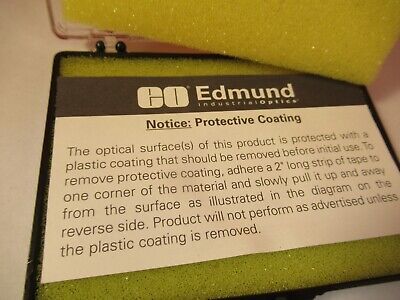 EO Edmund
industrial Optics®
Notice: Protective Coating
The optical surface(s) of this product is protected with a
plastic coating that should be removed before initial use. To
remove protective coating, adhere a 2" long strip of tape to
one corner of the material and slowly pull it up and away
from the surface as illustrated in the diagram on the
reverse side. Product will not perform as advertised unless
the plastic coating is removed.